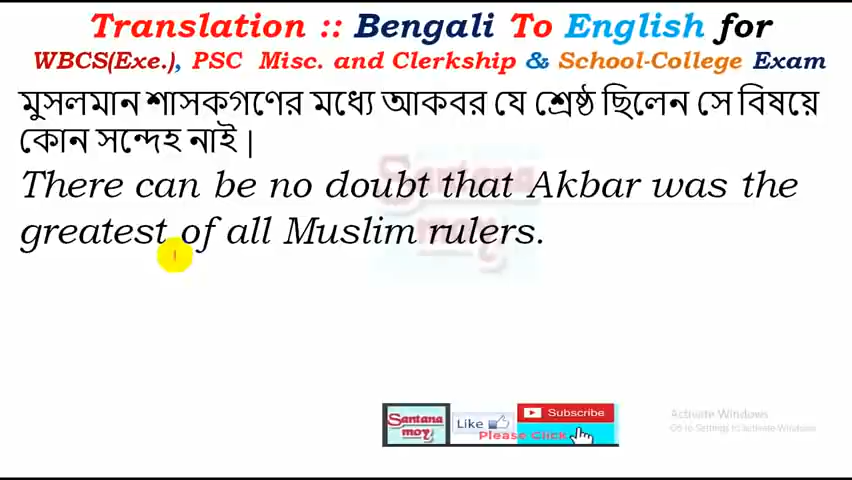 Translation :: Bengali To English for
WBCS(Exe.), PSC Misc. and Clerkship & School-College Exam
মুসলমান শাসকগণের মধ্যে আকবর যে শ্রেষ্ঠ ছিলেন সে বিষয়ে
কোন সন্দেহ নাই |
There can be no doubt that Akbar was the
greatest of all Muslim rulers.
Santana
moy
Santana
moy
Like
Subscribe
Please Click
Activate Windows
Go to Settings to activate Windows